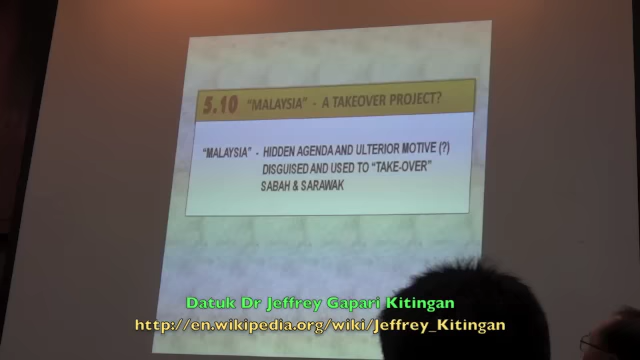 5.10 "MALAYSIA" - A TAKEOVER PROJECT?
"MALAYSIA" - HIDDEN AGENDA AND ULTERIOR MOTIVE (?)
DISGUISED AND USED TO "TAKE-OVER"
SABAH & SARAWAK
Datuk Dr Jeffrey Gapari Kitingan
http://en.wikipedia.org/wiki/Jeffrey_Kitingan